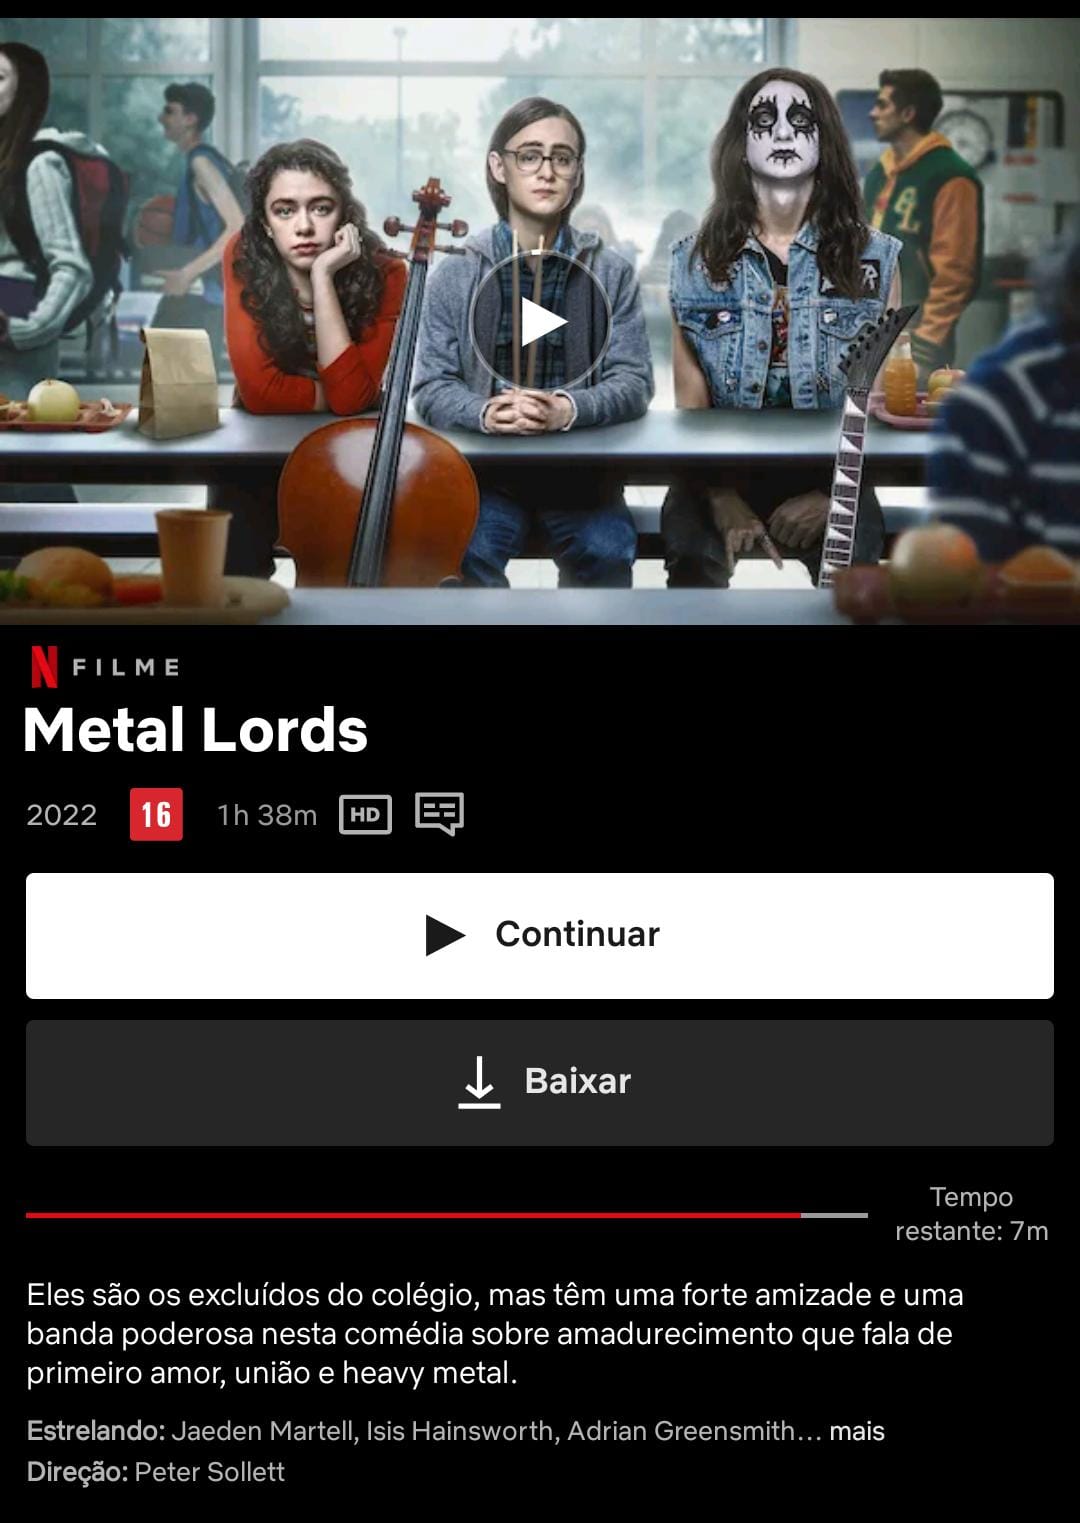 N FILME
Metal Lords
2022 16 1h 38m HD
Continuar
Baixar
Tempo
restante: 7m
Eles são os excluídos do colégio, mas têm uma forte amizade e uma
banda poderosa nesta comédia sobre amadurecimento que fala de
primeiro amor, união e heavy metal.
Estrelando: Jaeden Martell, Isis Hainsworth, Adrian Greensmith... mais
Direção: Peter Sollett